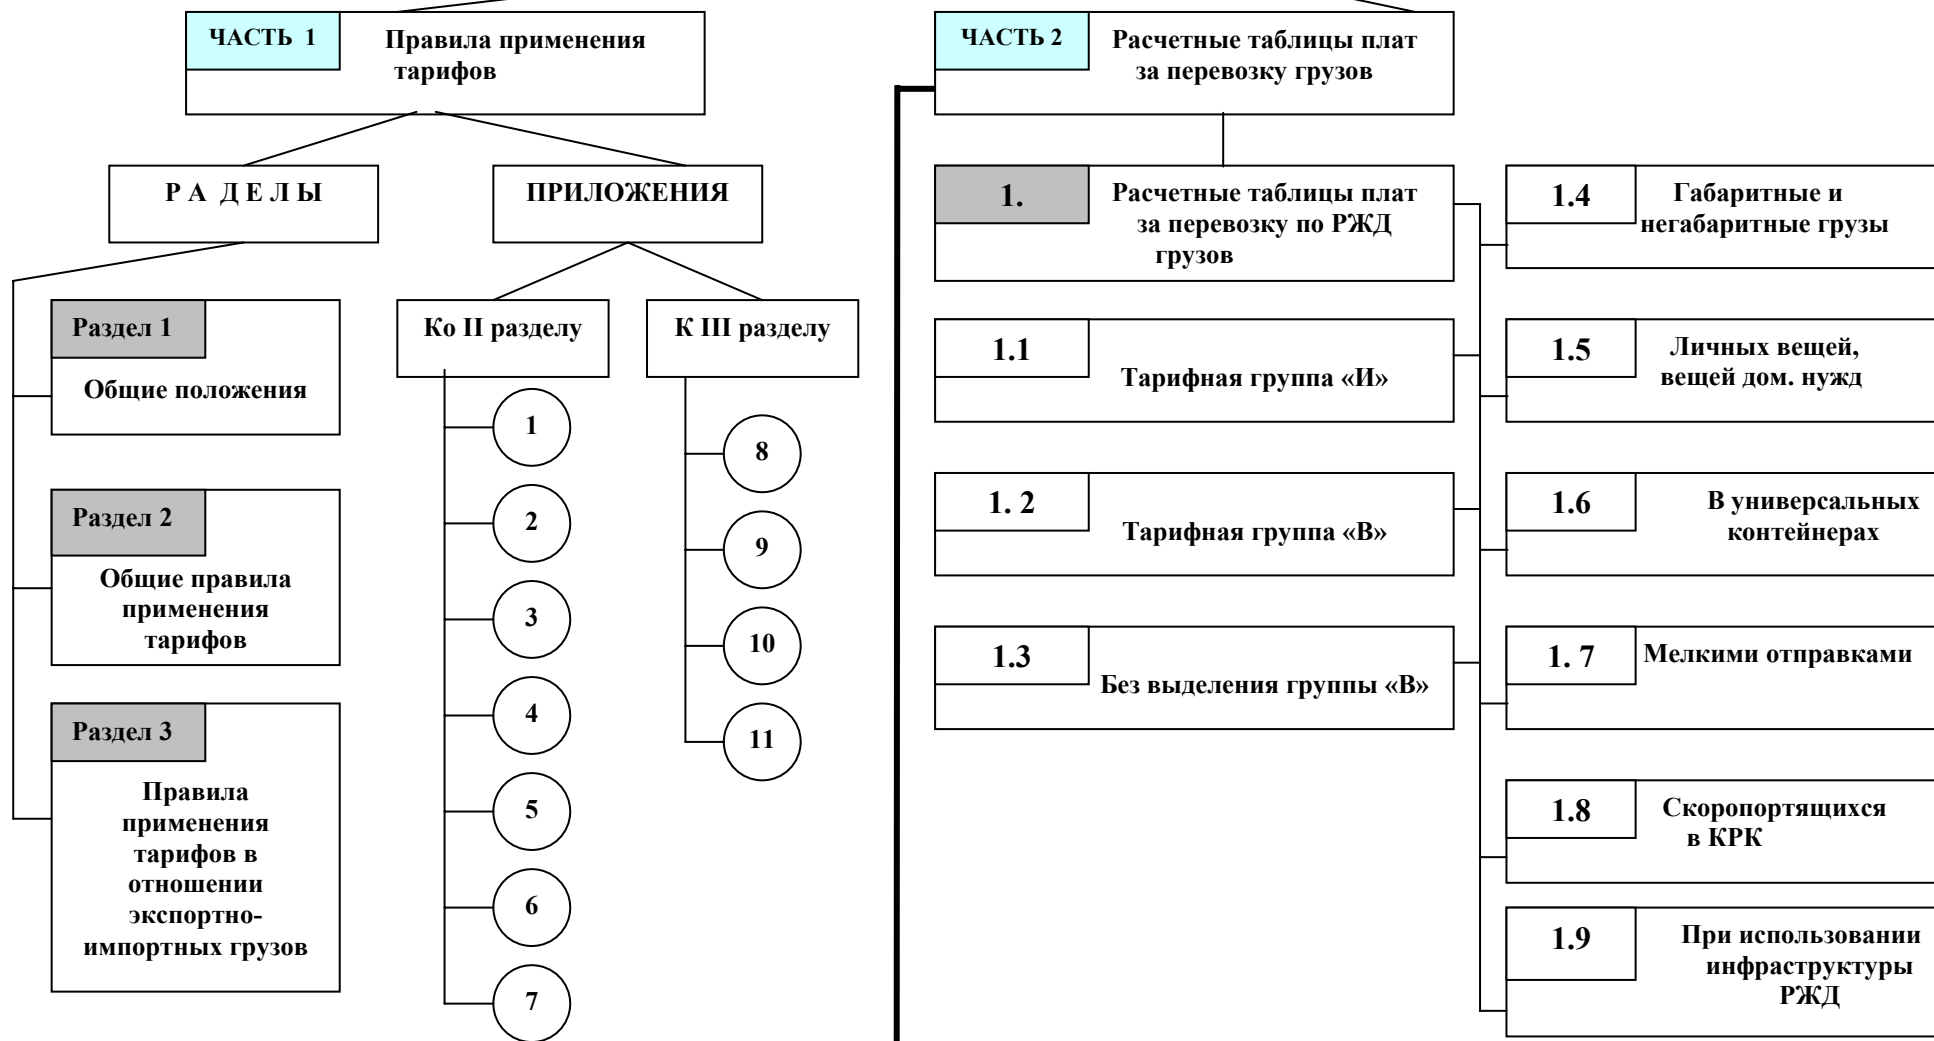 ЧАСТЬ 1
Правила применения
тарифов
Р А Д Е Л Ы
ПРИЛОЖЕНИЯ
Раздел 1
Общие положения
Раздел 2
Общие правила
применения
тарифов
Раздел 3
Правила
применения
тарифов в
отношении
экспортно-
импортных грузов
Ко II разделу
1
2
3
4
5
6
7
К III разделу
8
9
10
11
ЧАСТЬ 2
Расчетные таблицы плат
за перевозку грузов
1.
Расчетные таблицы плат
за перевозку по РЖД
грузов
1.1
Тарифная группа «И»
1. 2
Тарифная группа «В»
1.3
Без выделения группы «В»
1.4
Габаритные и
негабаритные грузы
1.5
Личных вещей,
вещей дом. нужд
1.6
В универсальных
контейнерах
1. 7
Мелкими отправками
1.8
Скоропортящихся
в КРК
1.9
При использовании
инфраструктуры
РЖД